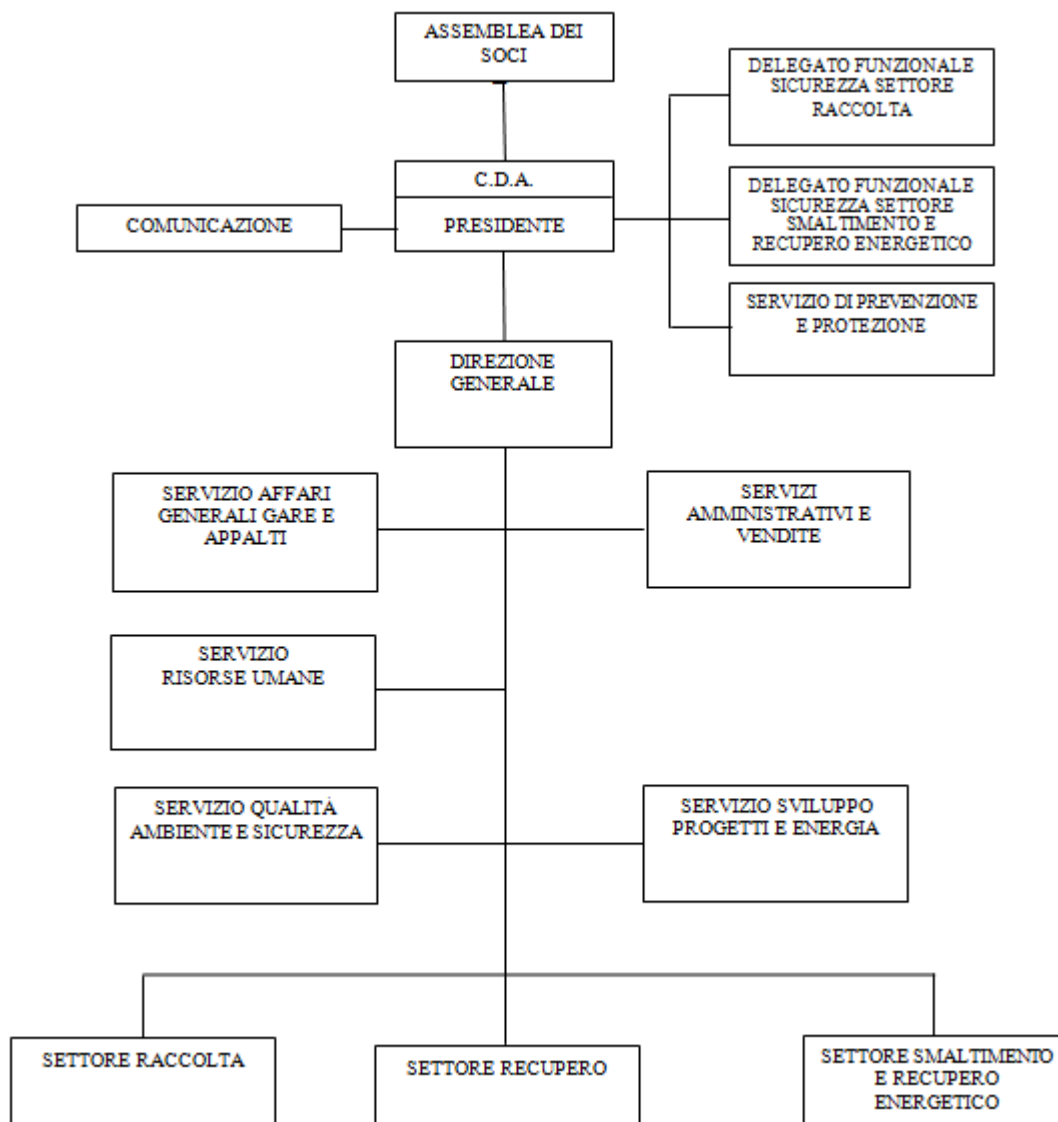 ASSEMBLEA DEI
SOCI
DELEGATO FUNZIONALE
SICUREZZA SETTORE
RACCOLTA
C.D.A.
PRESIDENTE
COMUNICAZIONE
DELEGATO FUNZIONALE
SICUREZZA SETTORE
SMALTIMENTO E
RECUPERO ENERGETICO
SERVIZIO DI PREVENZIONE
E PROTEZIONE
DIREZIONE
GENERALE
SERVIZIO AFFARI
GENERALI GARE E
APPALTI
SERVIZI
AMMINISTRATIVI E
VENDITE
SERVIZIO
RISORSE UMANE
SERVIZIO QUALITÀ
AMBIENTE E SICUREZZA
SERVIZIO SVILUPPO
PROGETTI E ENERGIA
SETTORE RACCOLTA
SETTORE RECUPERO
SETTORE SMALTIMENTO
E RECUPERO
ENERGETICO